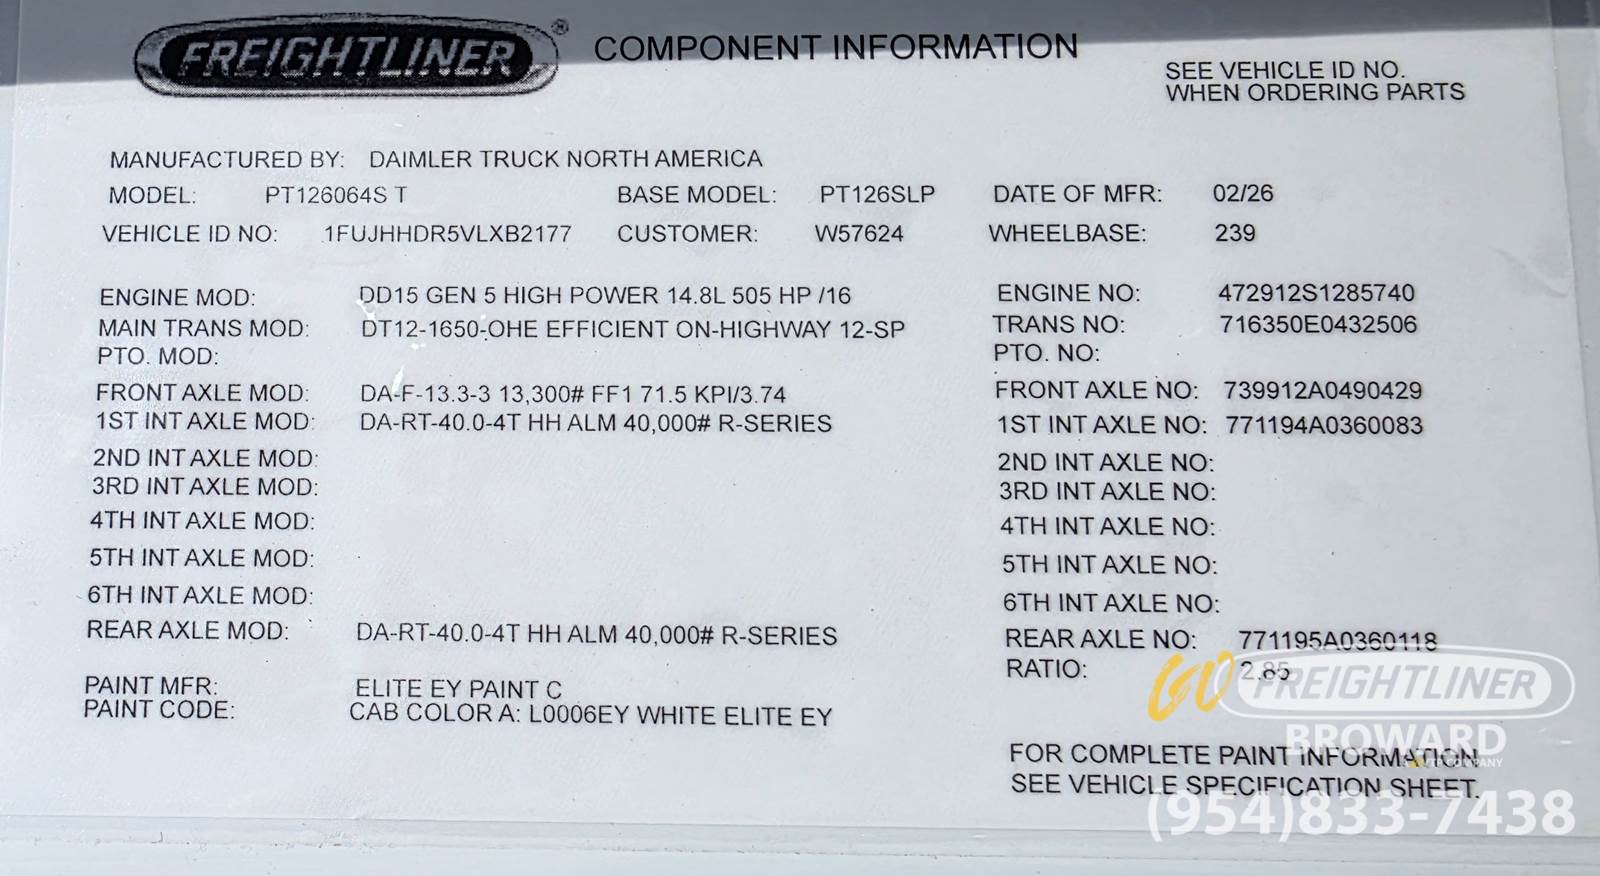 FREIGHTLINER ®
COMPONENT INFORMATION
SEE VEHICLE ID NO.
WHEN ORDERING PARTS
MANUFACTURED BY: DAIMLER TRUCK NORTH AMERICA
MODEL: PT126064S T BASE MODEL: PT126SLP DATE OF MFR: 02/26
VEHICLE ID NO: 1FUJHHDR5VLXB2177 CUSTOMER: W57624 WHEELBASE: 239
ENGINE MOD: DD15 GEN 5 HIGH POWER 14.8L 505 HP /16 ENGINE NO: 472912S1285740
MAIN TRANS MOD: DT12-1650-OHE EFFICIENT ON-HIGHWAY 12-SP TRANS NO: 716350E0432506
PTO. MOD: PTO. NO:
FRONT AXLE MOD: DA-F-13.3-3 13,300# FF1 71.5 KPI/3.74 FRONT AXLE NO: 739912A0490429
1ST INT AXLE MOD: DA-RT-40.0-4T HH ALM 40,000# R-SERIES 1ST INT AXLE NO: 771194A0360083
2ND INT AXLE MOD: 2ND INT AXLE NO:
3RD INT AXLE MOD: 3RD INT AXLE NO:
4TH INT AXLE MOD: 4TH INT AXLE NO:
5TH INT AXLE MOD: 5TH INT AXLE NO:
6TH INT AXLE MOD: 6TH INT AXLE NO:
REAR AXLE MOD: DA-RT-40.0-4T HH ALM 40,000# R-SERIES REAR AXLE NO: 771195A0360118
RATIO: 2.85
PAINT MFR: ELITE EY PAINT C
PAINT CODE: CAB COLOR A: L0006EY WHITE ELITE EY
GO FREIGHTLINER
BROWARD
COMPANY
FOR COMPLETE PAINT INFORMATION
SEE VEHICLE SPECIFICATION SHEET.
(954)833-7438